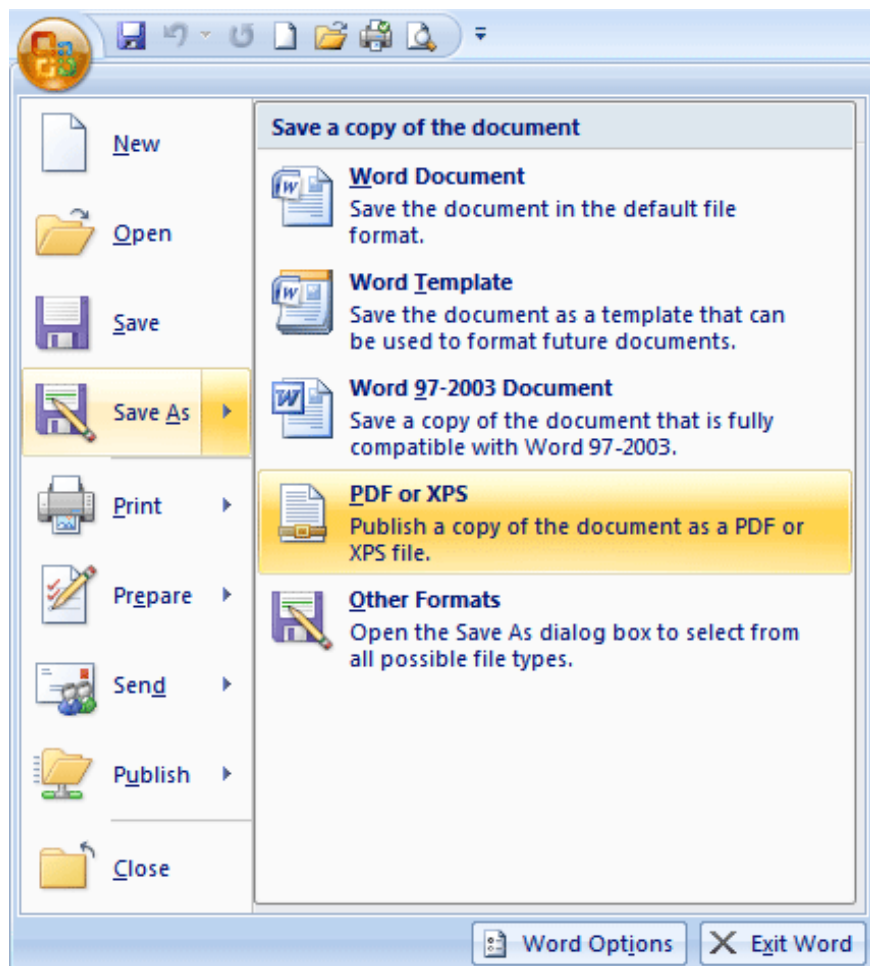 New
Open
Save
Save As
Print
Prepare
Send
Publish
Close
Save a copy of the document
Word Document
Save the document in the default file
format.
Word Template
Save the document as a template that can
be used to format future documents.
Word 97-2003 Document
Save a copy of the document that is fully
compatible with Word 97-2003.
PDF or XPS
Publish a copy of the document as a PDF or
XPS file.
Other Formats
Open the Save As dialog box to select from
all possible file types.
Word Options
Exit Word